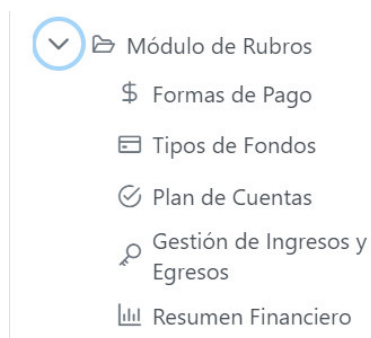 Módulo de Rubros
Formas de Pago
Tipos de Fondos
Plan de Cuentas
Gestión de Ingresos y
Egresos
Resumen Financiero